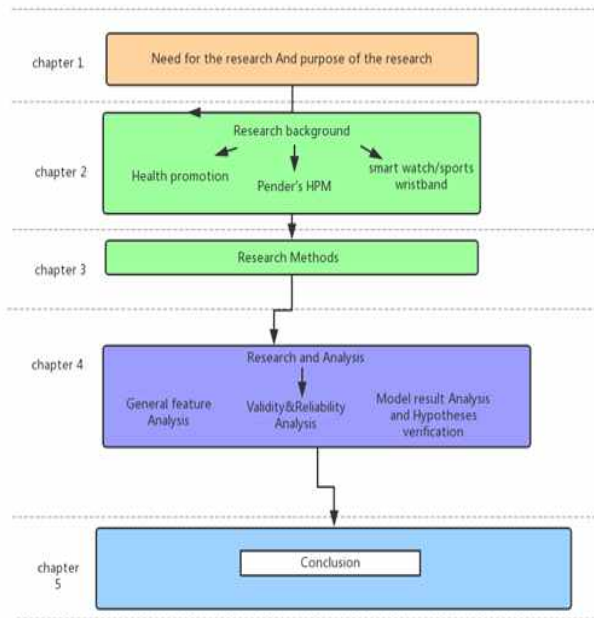 chapter 1
Need for the research And purpose of the research
chapter 2
Research background
Health promotion
Pender's HPM
smart watch/sports
wristband
chapter 3
Research Methods
chapter 4
Research and Analysis
General feature
Analysis
Validity&Reliability
Analysis
Model result Analysis
and Hypotheses
verification
chapter
5
Conclusion